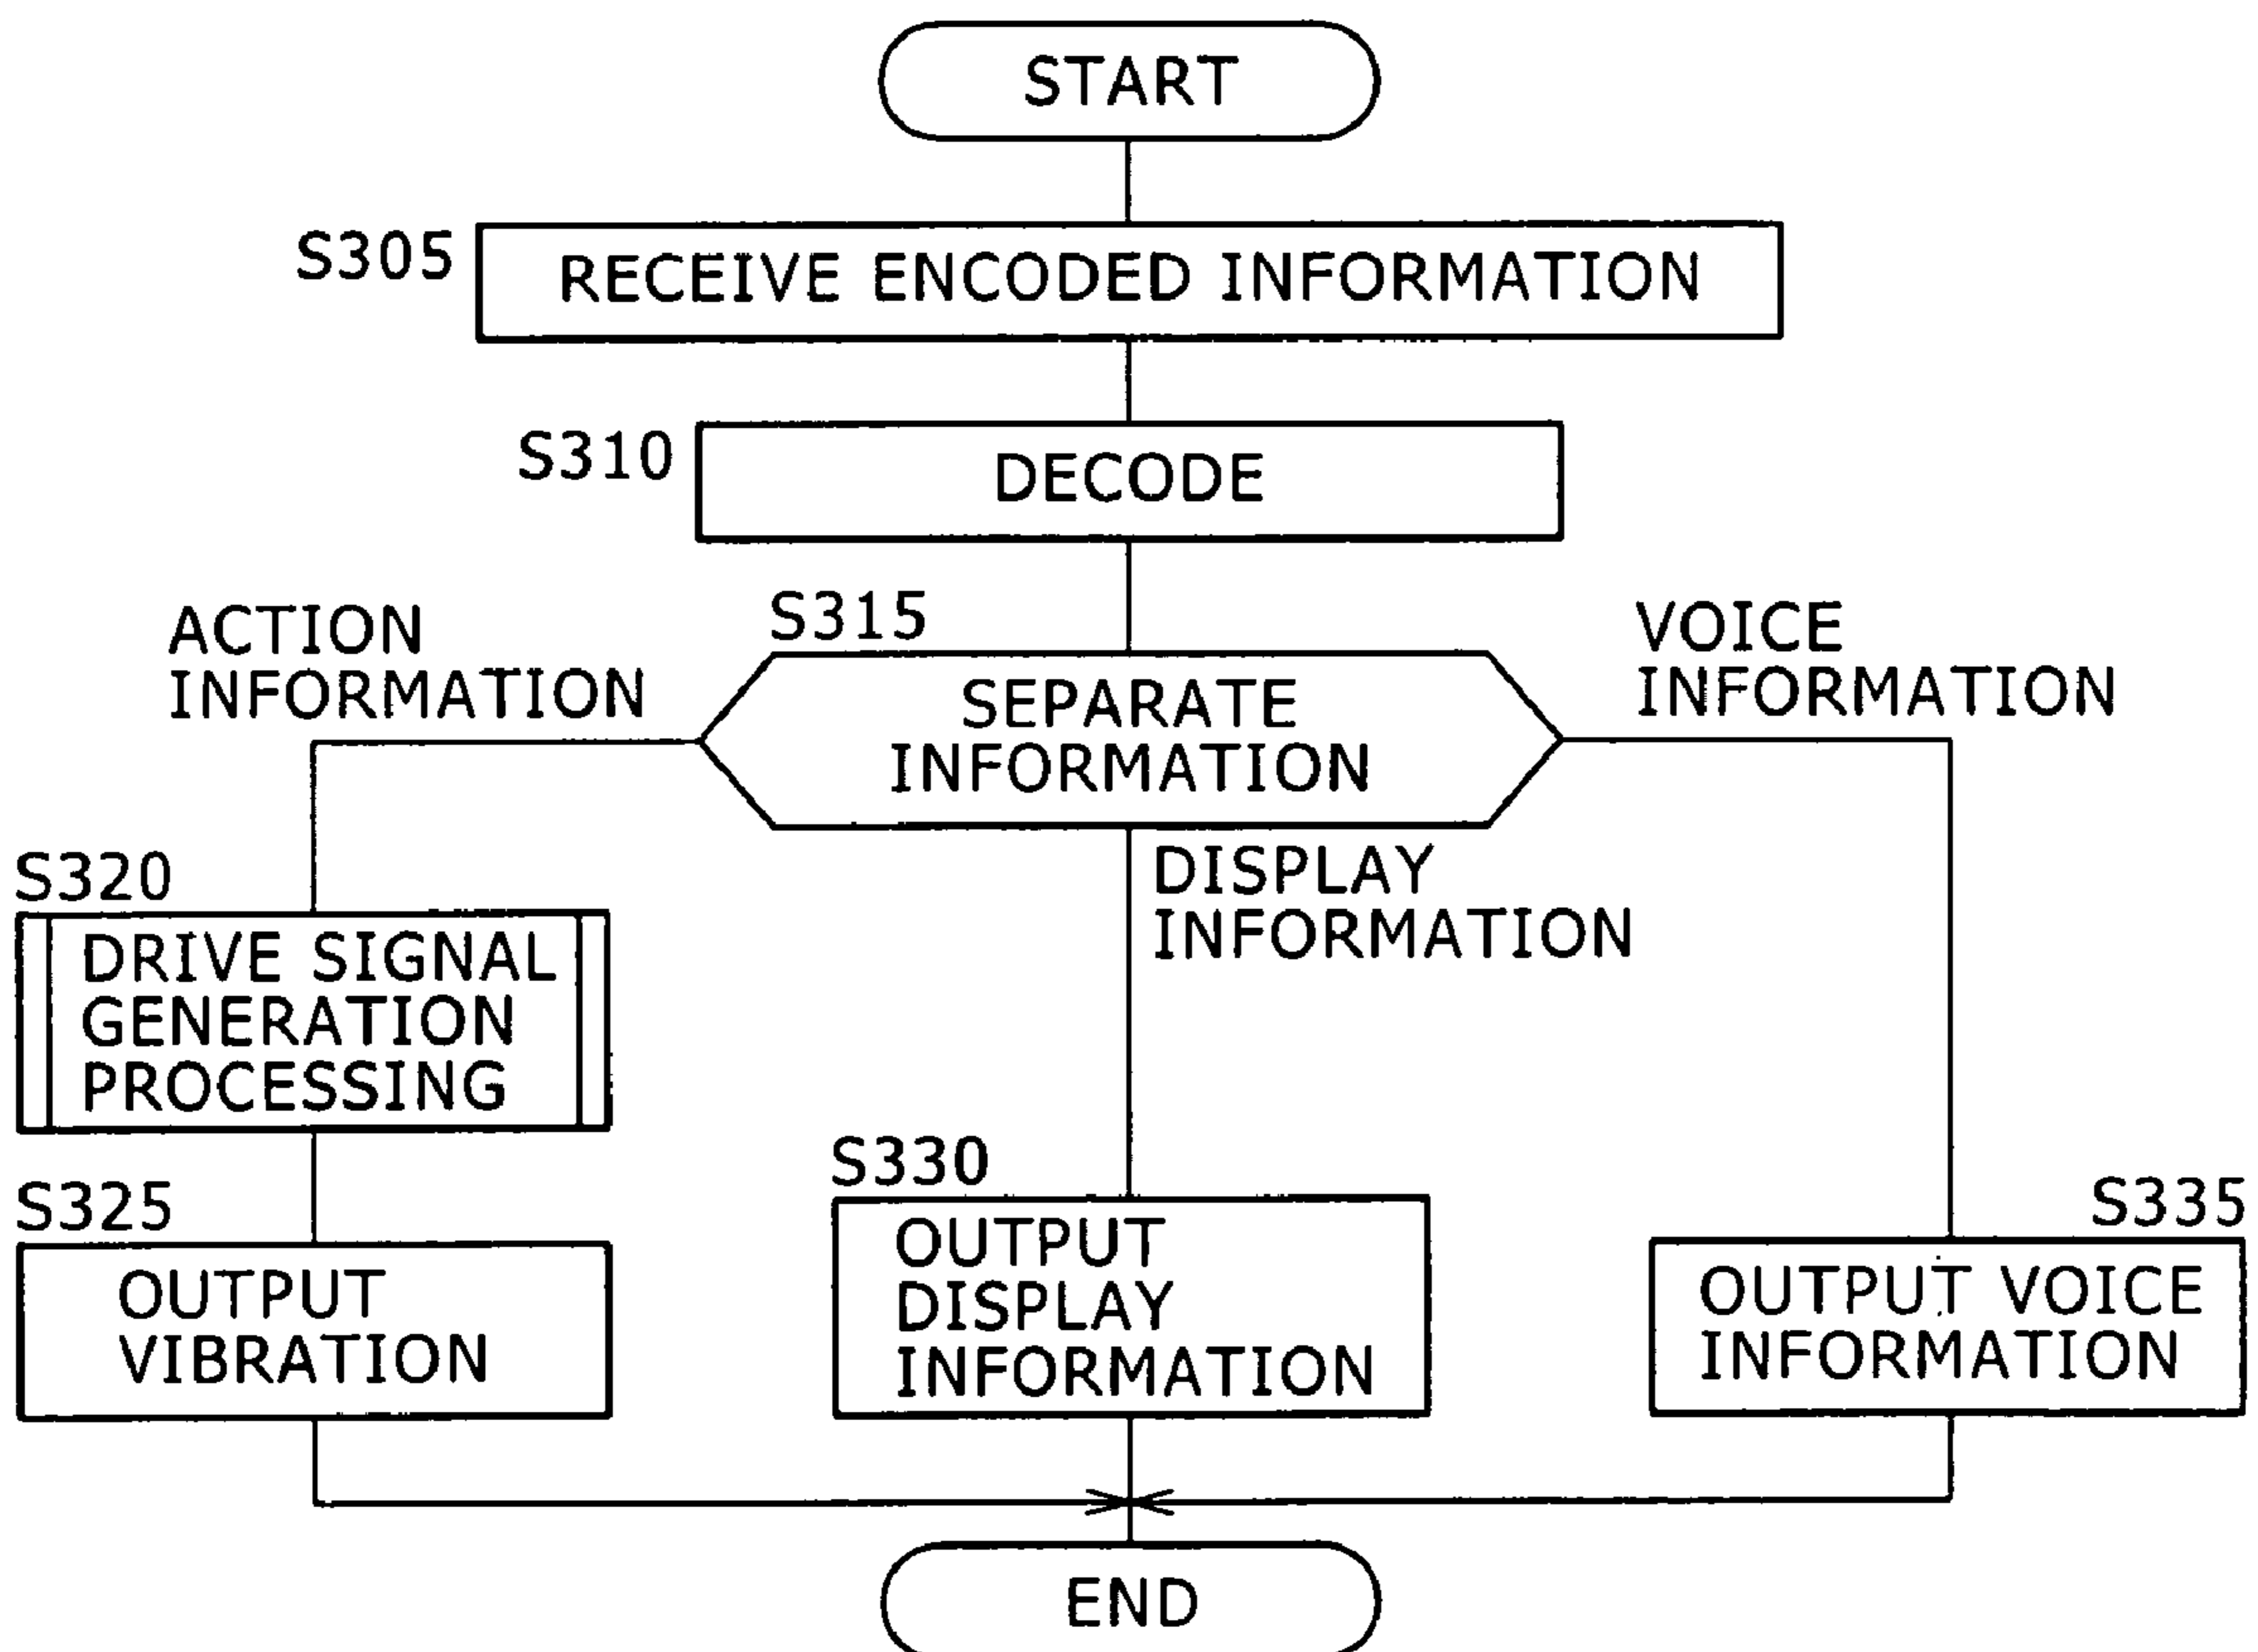 START
S305
RECEIVE ENCODED INFORMATION
S310
DECODE
S315
SEPARATE
INFORMATION
ACTION
INFORMATION
VOICE
INFORMATION
DISPLAY
INFORMATION
S320
DRIVE SIGNAL
GENERATION
PROCESSING
S325
OUTPUT
VIBRATION
S330
OUTPUT
DISPLAY
INFORMATION
S335
OUTPUT VOICE
INFORMATION
END